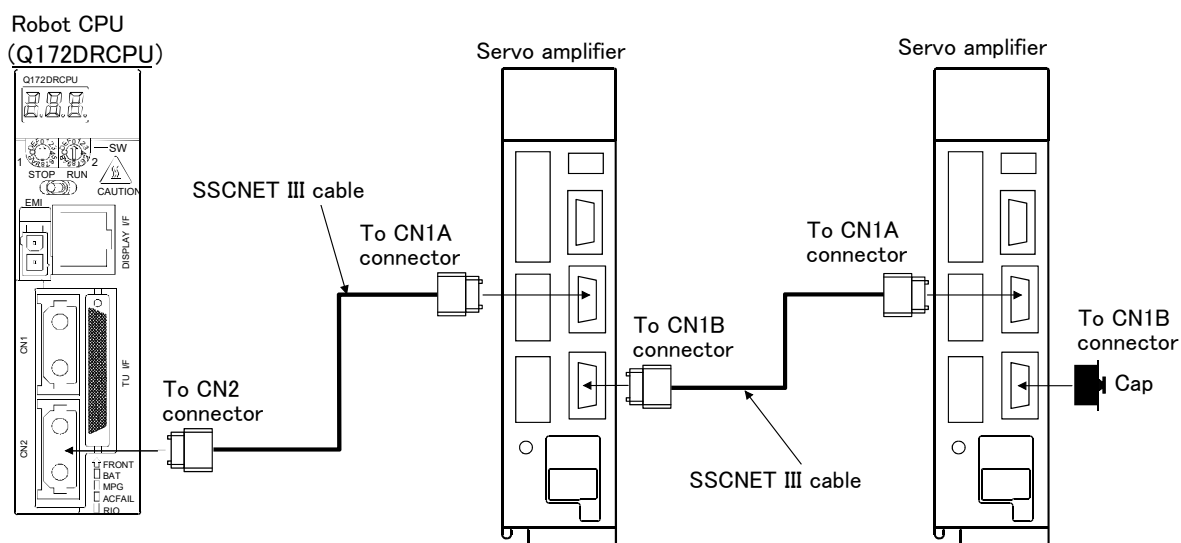 Robot CPU
(Q172DRCPU)
Servo amplifier
Servo amplifier
Q172DRCPU
SW
1
2
STOP RUN
CAUTION
EMI
DISPLAY I/F
SSCNET III cable
To CN1A
connector
To CN1A
connector
CN1
TU I/F
To CN1B
connector
To CN1B
connector
Cap
To CN2
connector
CN2
SSCNET III cable
FRONT
BAT
MPG
ACFAIL
RIO